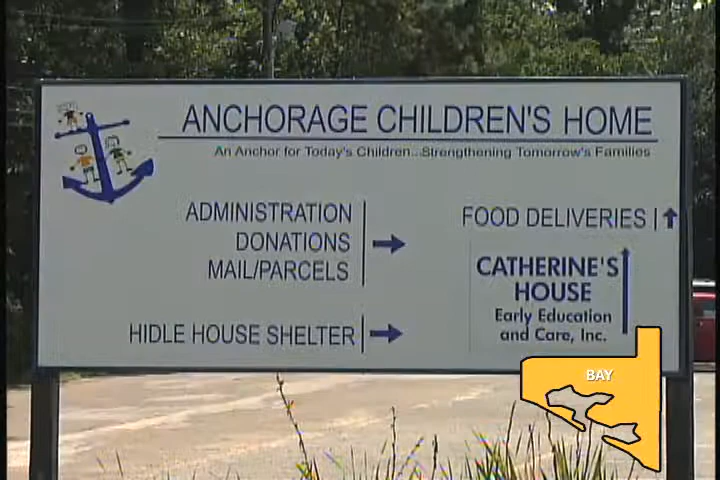 ANCHORAGE CHILDREN'S HOME
An Anchor for Today's Children...Strengthening Tomorrow's Families
ADMINISTRATION
DONATIONS
MAIL/PARCELS
HIDLE HOUSE SHELTER
FOOD DELIVERIES
CATHERINE'S
HOUSE
Early Education
and Care, Inc.
BAY